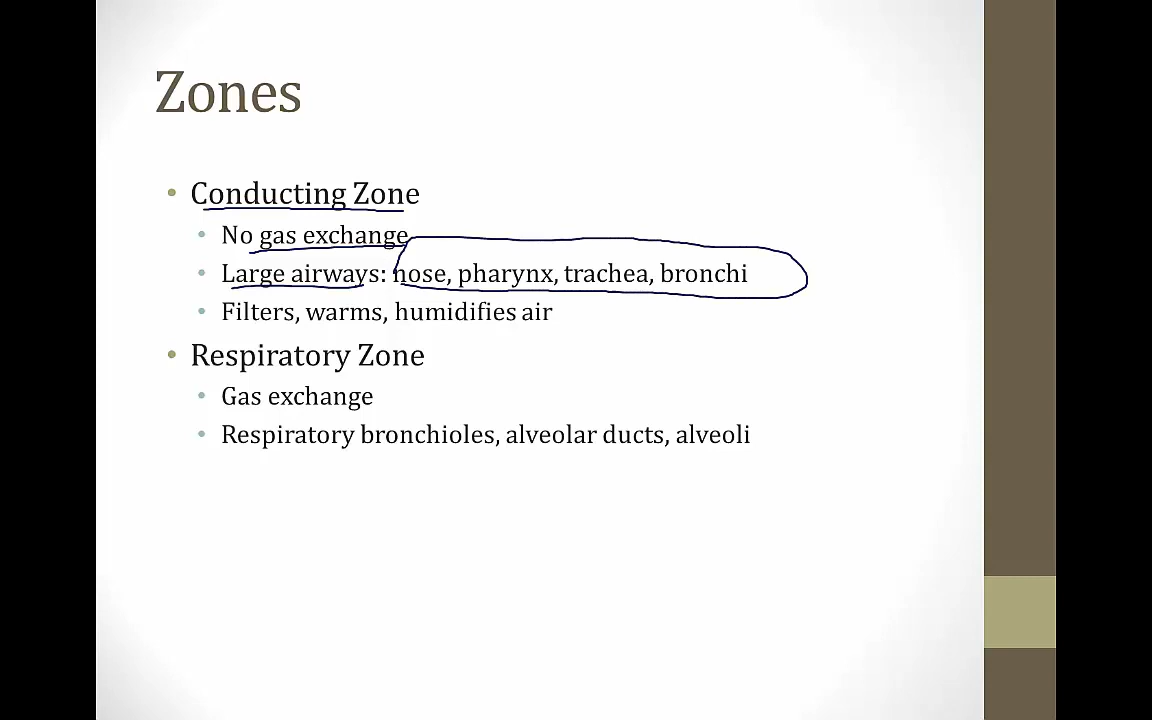 Zones
• Conducting Zone
• No gas exchange
• Large airways: nose, pharynx, trachea, bronchi
• Filters, warms, humidifies air
• Respiratory Zone
• Gas exchange
• Respiratory bronchioles, alveolar ducts, alveoli